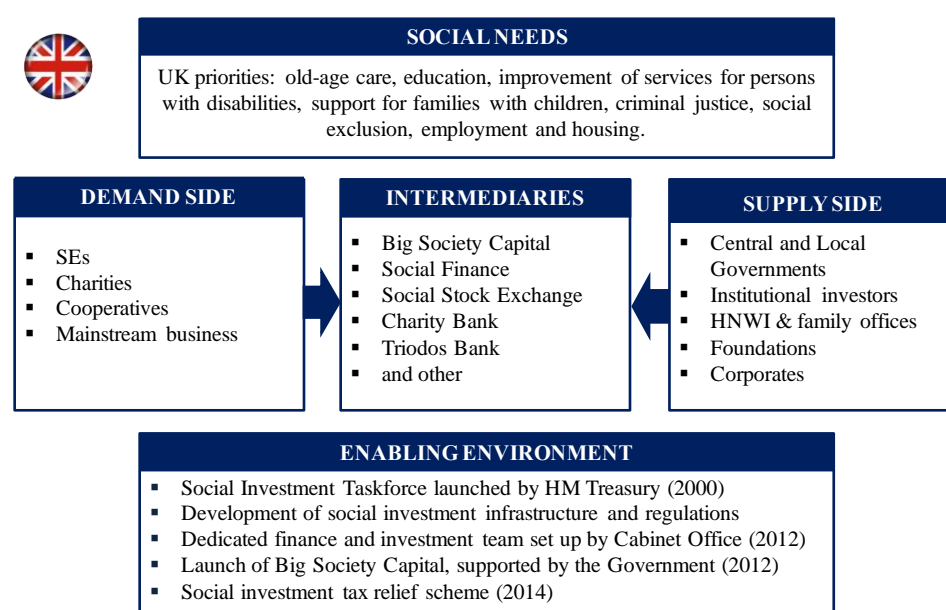 SOCIAL NEEDS
UK priorities: old-age care, education, improvement of services for persons
with disabilities, support for families with children, criminal justice, social
exclusion, employment and housing.
DEMAND SIDE
▪ SEs
▪ Charities
▪ Cooperatives
▪ Mainstream business
INTERMEDIARIES
▪ Big Society Capital
▪ Social Finance
▪ Social Stock Exchange
▪ Charity Bank
▪ Triodos Bank
▪ and other
SUPPLY SIDE
▪ Central and Local
Governments
▪ Institutional investors
▪ HNWI & family offices
▪ Foundations
▪ Corporates
ENABLING ENVIRONMENT
▪ Social Investment Taskforce launched by HM Treasury (2000)
▪ Development of social investment infrastructure and regulations
▪ Dedicated finance and investment team set up by Cabinet Office (2012)
▪ Launch of Big Society Capital, supported by the Government (2012)
▪ Social investment tax relief scheme (2014)